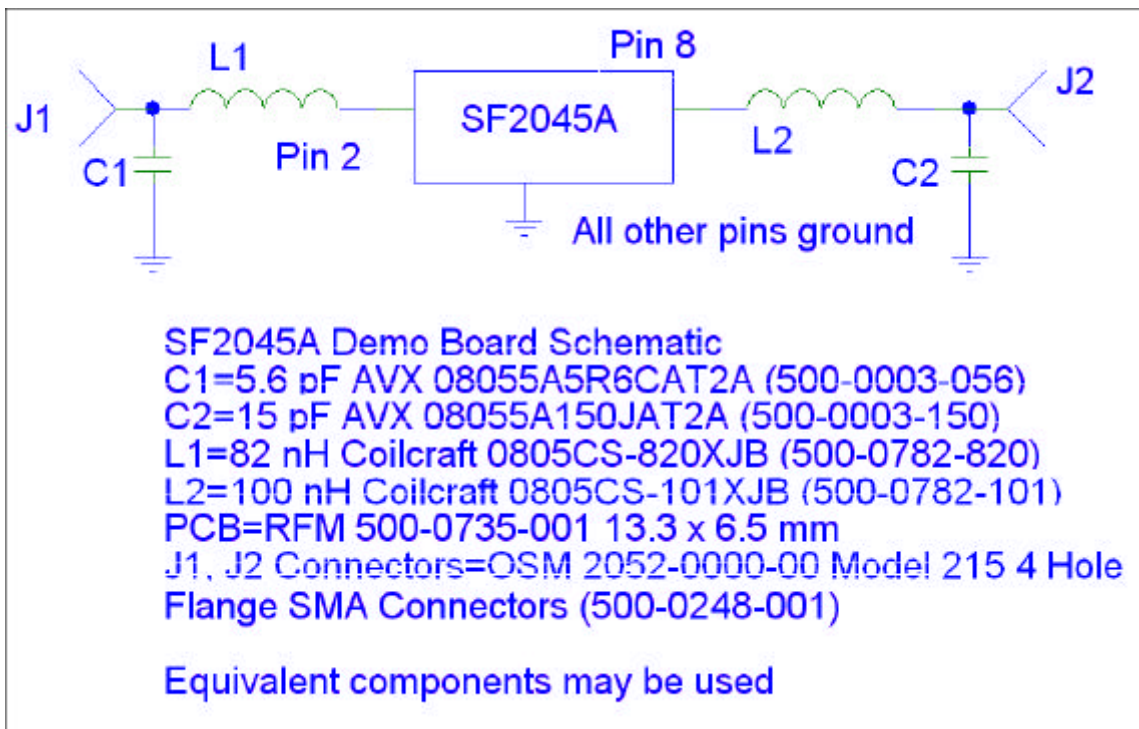 Pin 8
L1
J2
J1
SF2045A
Pin 2
L2
C1
C2
All other pins ground
SF2045A Demo Board Schematic
C1=5.6 pF AVX 08055A5R6CAT2A (500-0003-056)
C2=15 pF AVX 08055A150JAT2A (500-0003-150)
L1=82 nH Coilcraft 0805CS-820XJB (500-0782-820)
L2=100 nH Coilcraft 0805CS-101XJB (500-0782-101)
PCB=RFM 500-0735-001 13.3 x 6.5 mm
J1, J2 Connectors=OSM 2052-0000-00 Model 215 4 Hole
Flange SMA Connectors (500-0248-001)
Equivalent components may be used